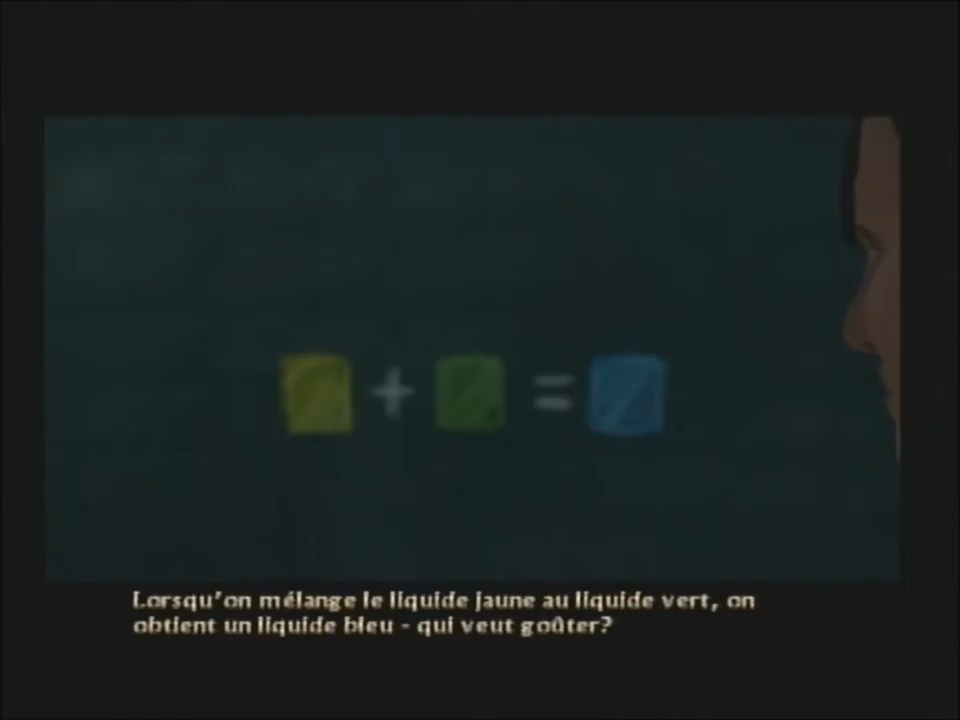 + =
Lorsqu'on mélange le liquide jaune au liquide vert, on
obtient un liquide bleu - qui veut goûter?